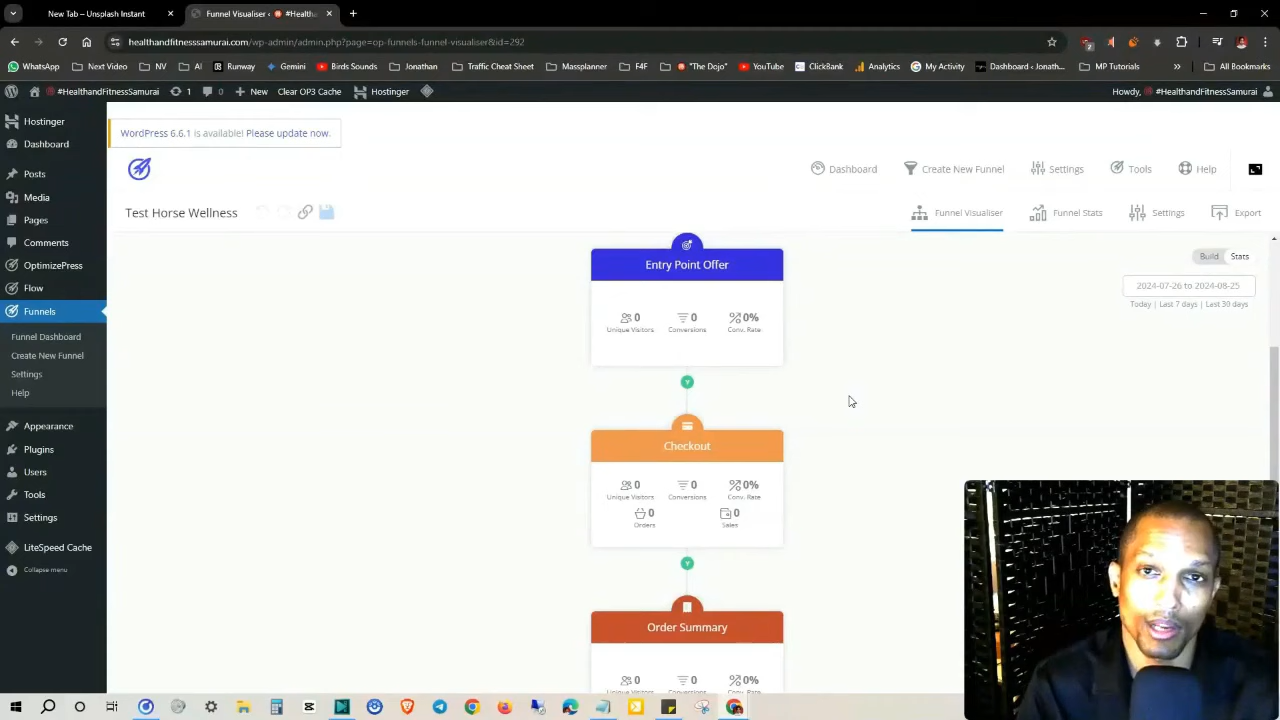 New Tab – Unsplash Instant
Funnel Visualiser ‹ #Health
healthandfitnesssamurai.com/wp-admin/admin.php?page=op-funnels-funnel-visualiser&id=292
WhatsApp
Next Video
NV
AI
Runway
Gemini
Birds Sounds
Jonathan
Traffic Cheat Sheet
Massplanner
F4F
"The Dojo"
YouTube
ClickBank
Analytics
My Activity
Dashboard ‹ Jonath...
MP Tutorials
All Bookmarks
#HealthandFitnessSamurai
1
0
New
Clear OP3 Cache
Hostinger
Howdy, #HealthandFitnessSamurai
Hostinger
Dashboard
Posts
Media
Pages
Comments
OptimizePress
Flow
Funnels
Funnel Dashboard
Create New Funnel
Settings
Help
Appearance
Plugins
Users
Tools
Settings
LiteSpeed Cache
Collapse menu
WordPress 6.6.1 is available! Please update now.
Dashboard
Create New Funnel
Settings
Tools
Help
Test Horse Wellness
Funnel Visualiser
Funnel Stats
Settings
Export
Build
Stats
2024-07-26 to 2024-08-25
Today | Last 7 days | Last 30 days
Entry Point Offer
0
0
0%
Unique Visitors
Conversions
Conv. Rate
Y
Checkout
0
0
0%
Unique Visitors
Conversions
Conv. Rate
0
0
Orders
Sales
Y
Order Summary
0
0
0%
Unique Visitors
Conversions
Conv. Rate